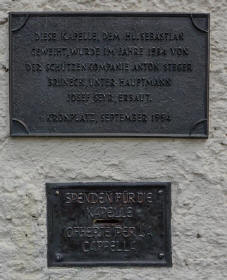 DIESE KAPELLE, DEM HL. SEBASTIAN
GEWEIHT, WURDE IM JAHRE 1984 VON
DER SCHÜTZENKOMPANIE ANTON STEGER
BRUNECK, UNTER HAUPTMANN
JOSEF SEYR, ERBAUT.
KRONPLATZ, SEPTEMBER 1984
SPENDEN FÜR DIE
KAPELLE
OFFERTE PER LA
CAPPELLA